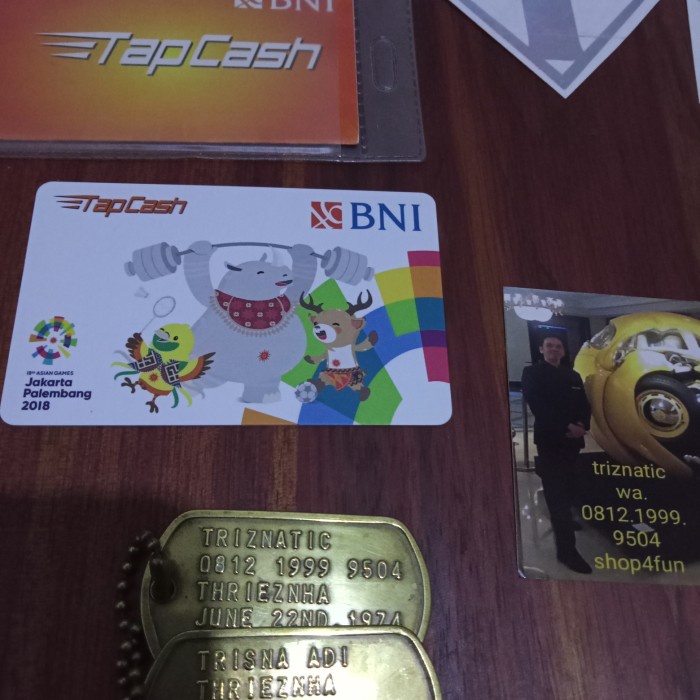 BNI
TapCash
TapCash
BNI
18th ASIAN GAMES
Jakarta
Palembang
2018
triznatic
wa.
0812.1999.
9504
shop4fun
TRIZNATIC
0812 1999 9504
THRIEZNHA
JUNE 22ND 1974
TRISNA ADI
THRIEZNHA